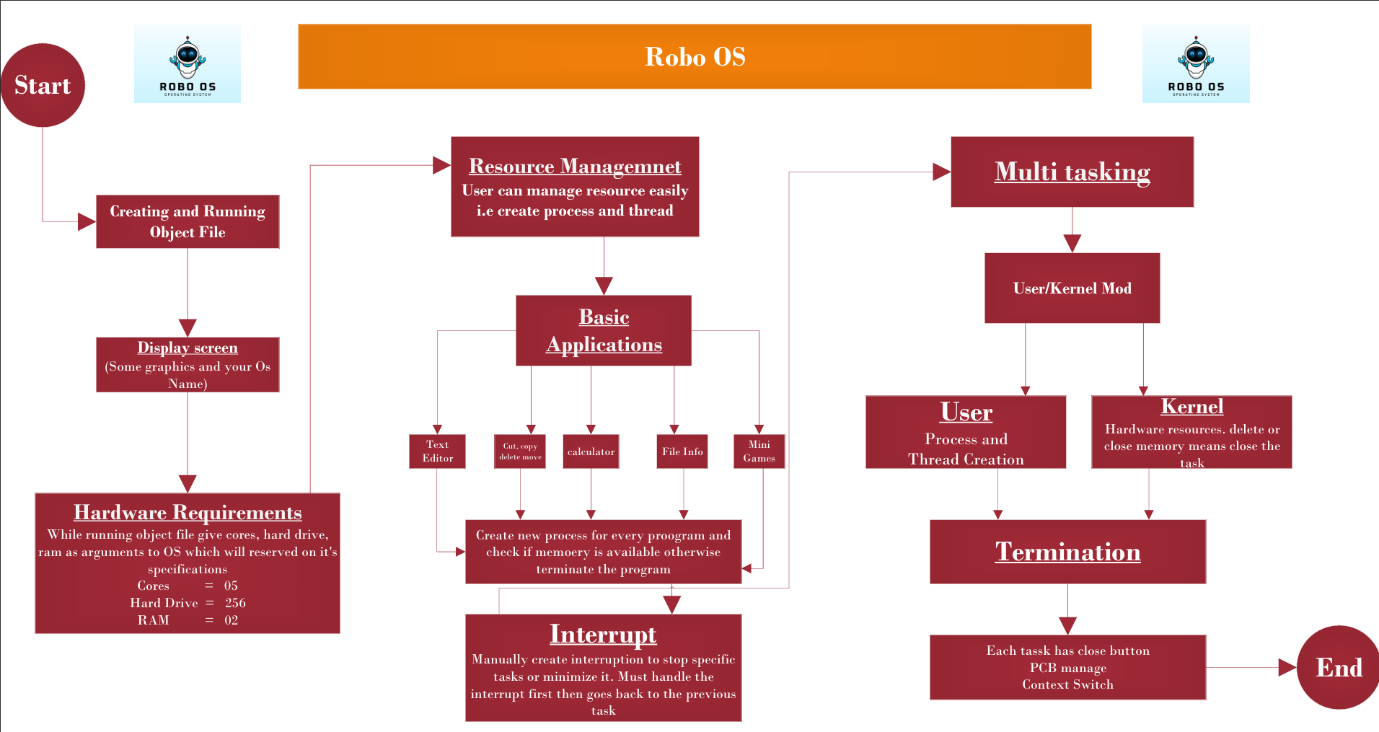 Start
ROBO OS
OPERATING SYSTEM
Robo OS
ROBO OS
OPERATING SYSTEM
Creating and Running
Object File
Display screen
(Some graphics and your Os
Name)
Hardware Requirements
While running object file give cores, hard drive,
ram as arguments to OS which will reserved on it's
specifications
Cores = 05
Hard Drive = 256
RAM = 02
Resource Managemnet
User can manage resource easily
i.e create process and thread
Basic
Applications
Text
Editor
Cut, copy
delete move
calculator
File Info
Mini
Games
Create new process for every proogram and
check if memoery is available otherwise
terminate the program
Interrupt
Manually create interruption to stop specific
tasks or minimize it. Must handle the
interrupt first then goes back to the previous
task
Multi tasking
User/Kernel Mod
User
Process and
Thread Creation
Kernel
Hardware resources. delete or
close memory means close the
task
Termination
Each tassk has close button
PCB manage
Context Switch
End